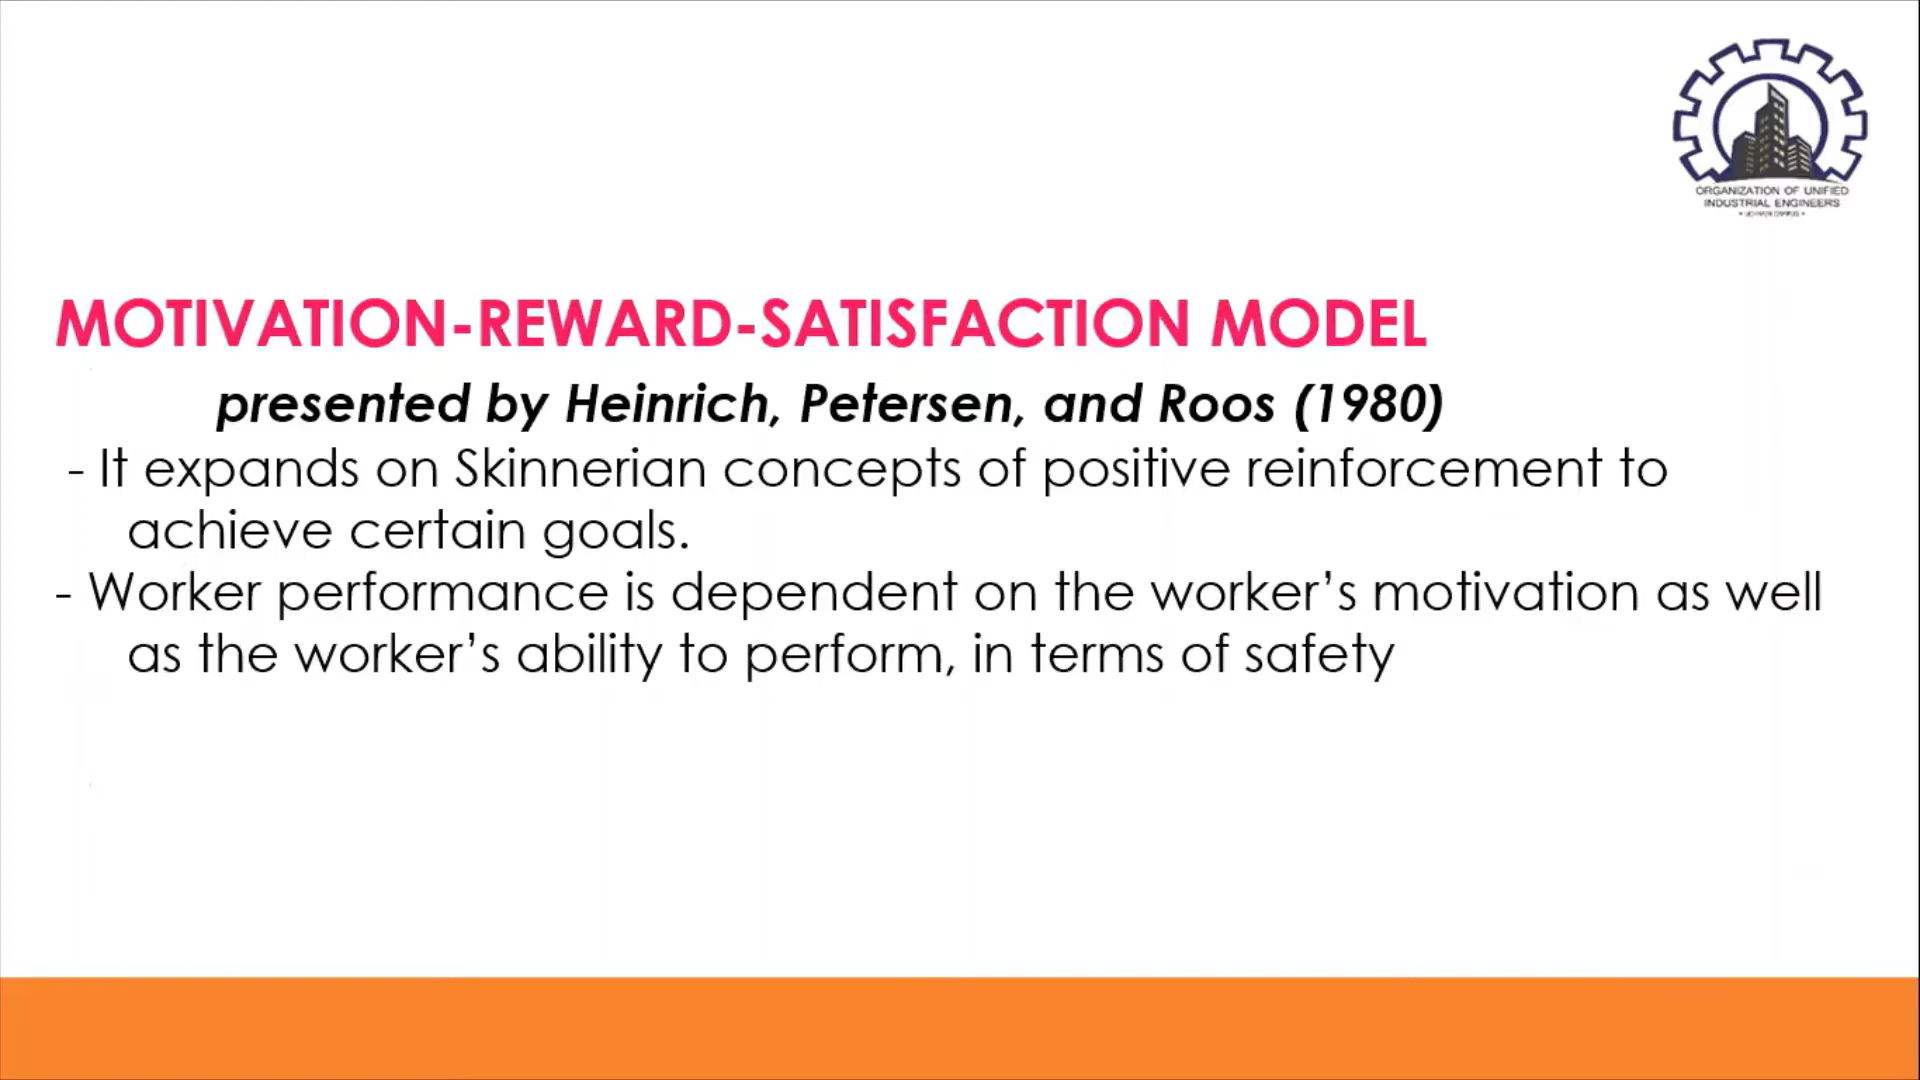 ORGANIZATION OF UNIFIED
INDUSTRIAL ENGINEERS
MOTIVATION-REWARD-SATISFACTION MODEL
presented by Heinrich, Petersen, and Roos (1980)
- It expands on Skinnerian concepts of positive reinforcement to
achieve certain goals.
- Worker performance is dependent on the worker’s motivation as well
as the worker’s ability to perform, in terms of safety